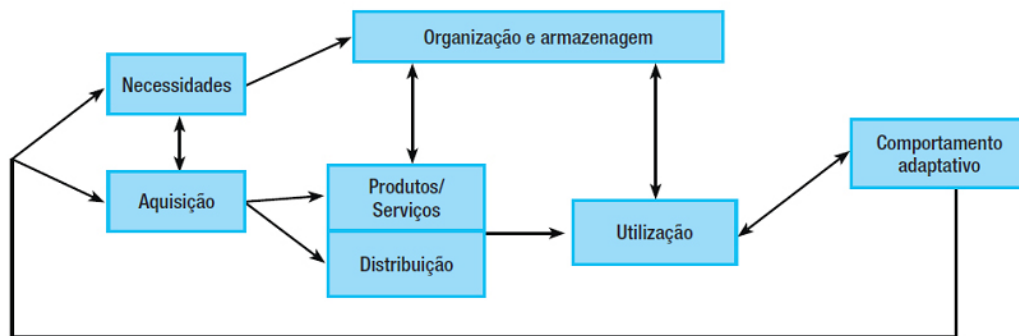 Organização e armazenagem
Necessidades
Comportamento
adaptativo
Aquisição
Produtos/
Serviços
Utilização
Distribuição